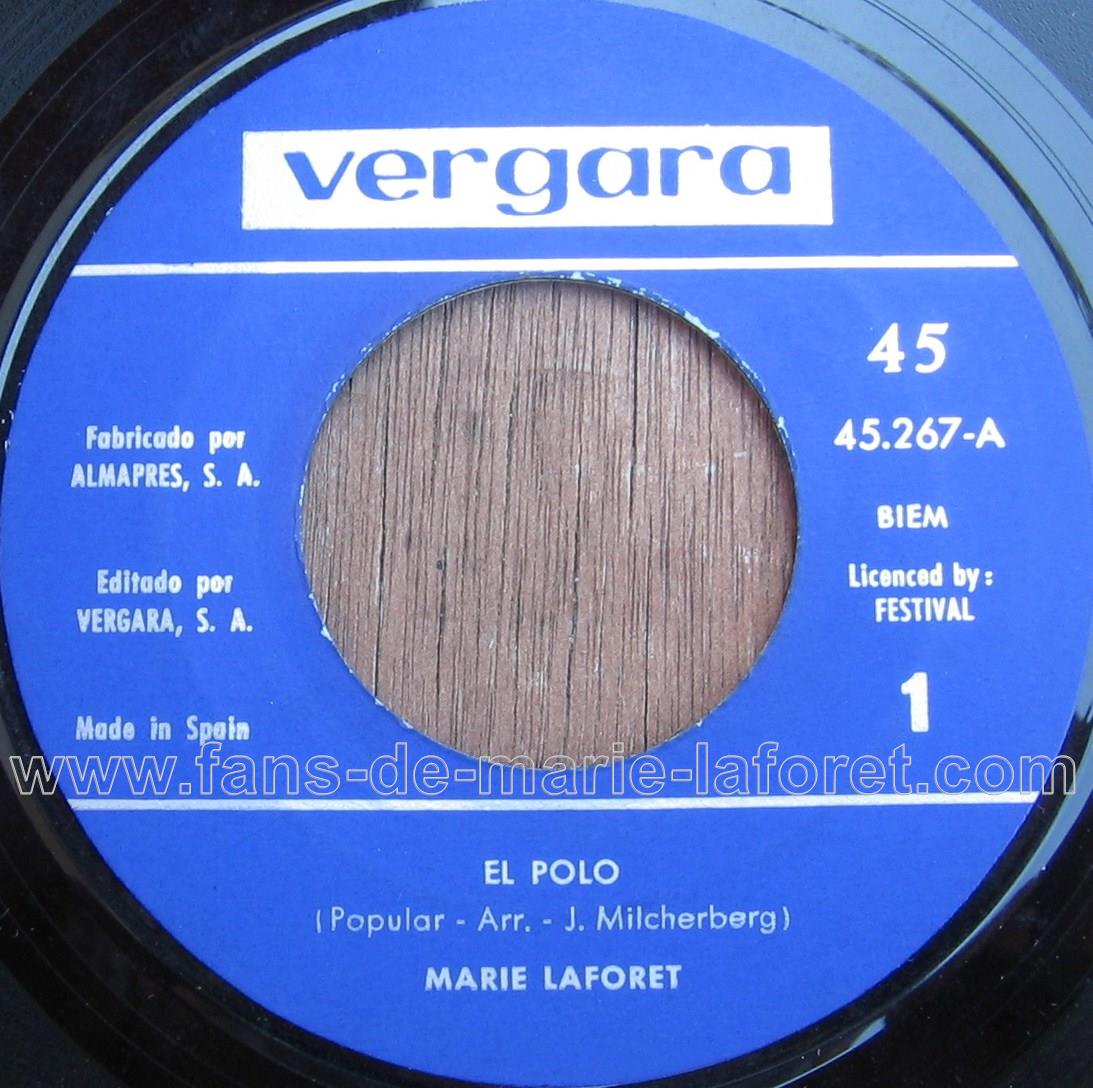 vergara
45
45.267-A
BIEM
Licenced by:
FESTIVAL
1
Fabricado por
ALMAPRES, S. A.
Editado por
VERGARA, S. A.
Made in Spain
www.fans-de-marie-laforet.com
EL POLO
(Popular - Arr. - J. Milcherberg)
MARIE LAFORET